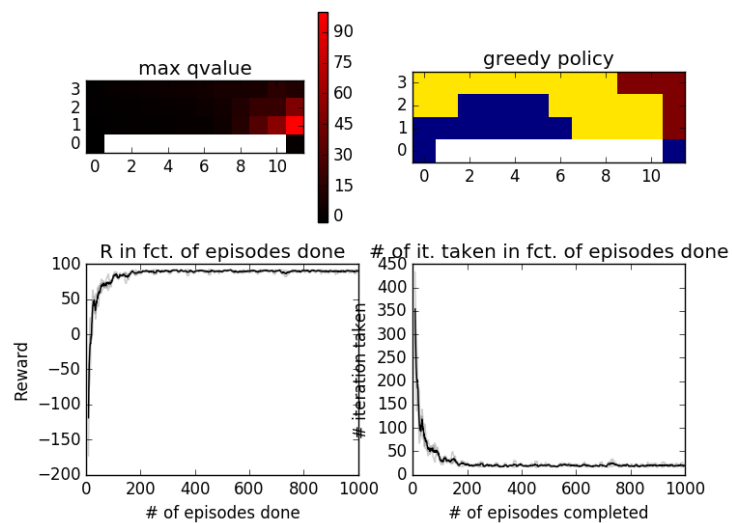 max qvalue
3
2
1
0
0 2 4 6 8 10
90
75
60
45
30
15
0
greedy policy
3
2
1
0
0 2 4 6 8 10
R in fct. of episodes done
Reward
100
50
0
−50
−100
−150
−200
0 200 400 600 800 1000
# of episodes done
# of it. taken in fct. of episodes done
# iteration taken
450
400
350
300
250
200
150
100
50
0
0 200 400 600 800 1000
# of episodes completed